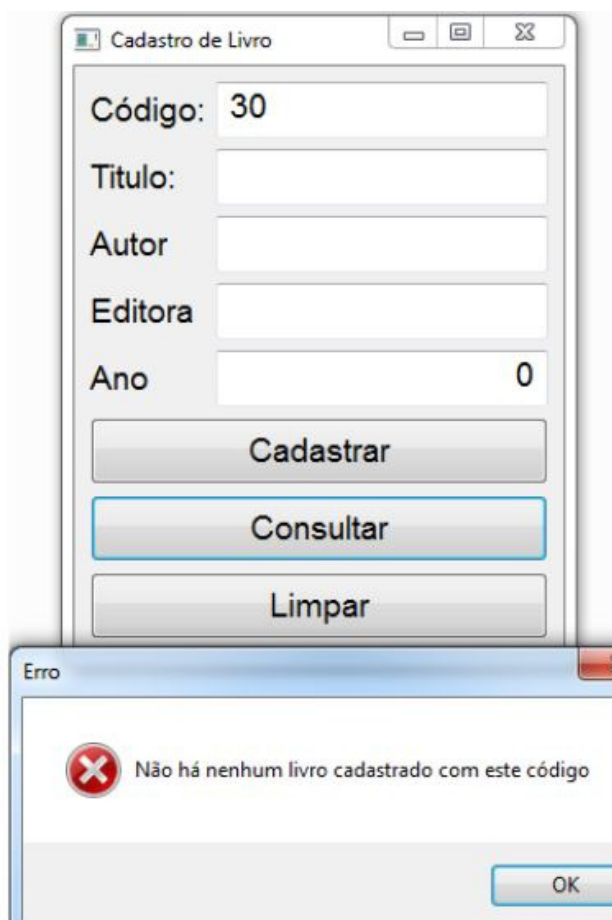 Cadastro de Livro
Código: 30
Titulo:
Autor
Editora
Ano 0
Cadastrar
Consultar
Limpar
Erro
Não há nenhum livro cadastrado com este código
OK